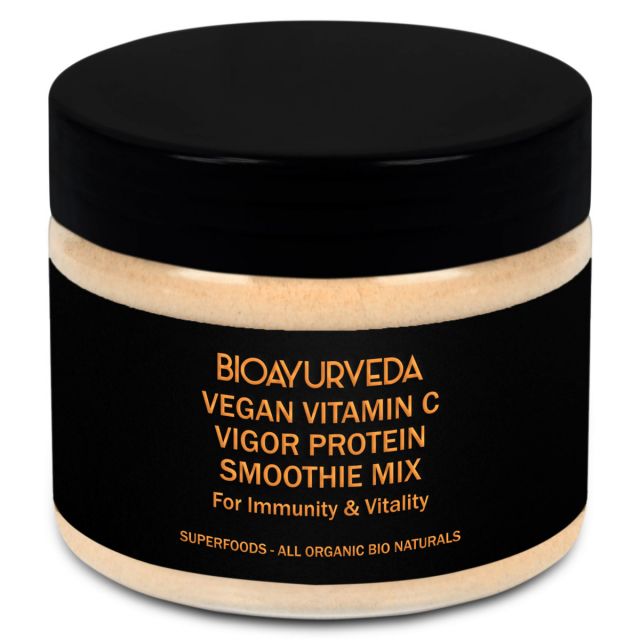 BIOAYURVEDA
VEGAN VITAMIN C
VIGOR PROTEIN
SMOOTHIE MIX
For Immunity & Vitality
SUPERFOODS - ALL ORGANIC BIO NATURALS